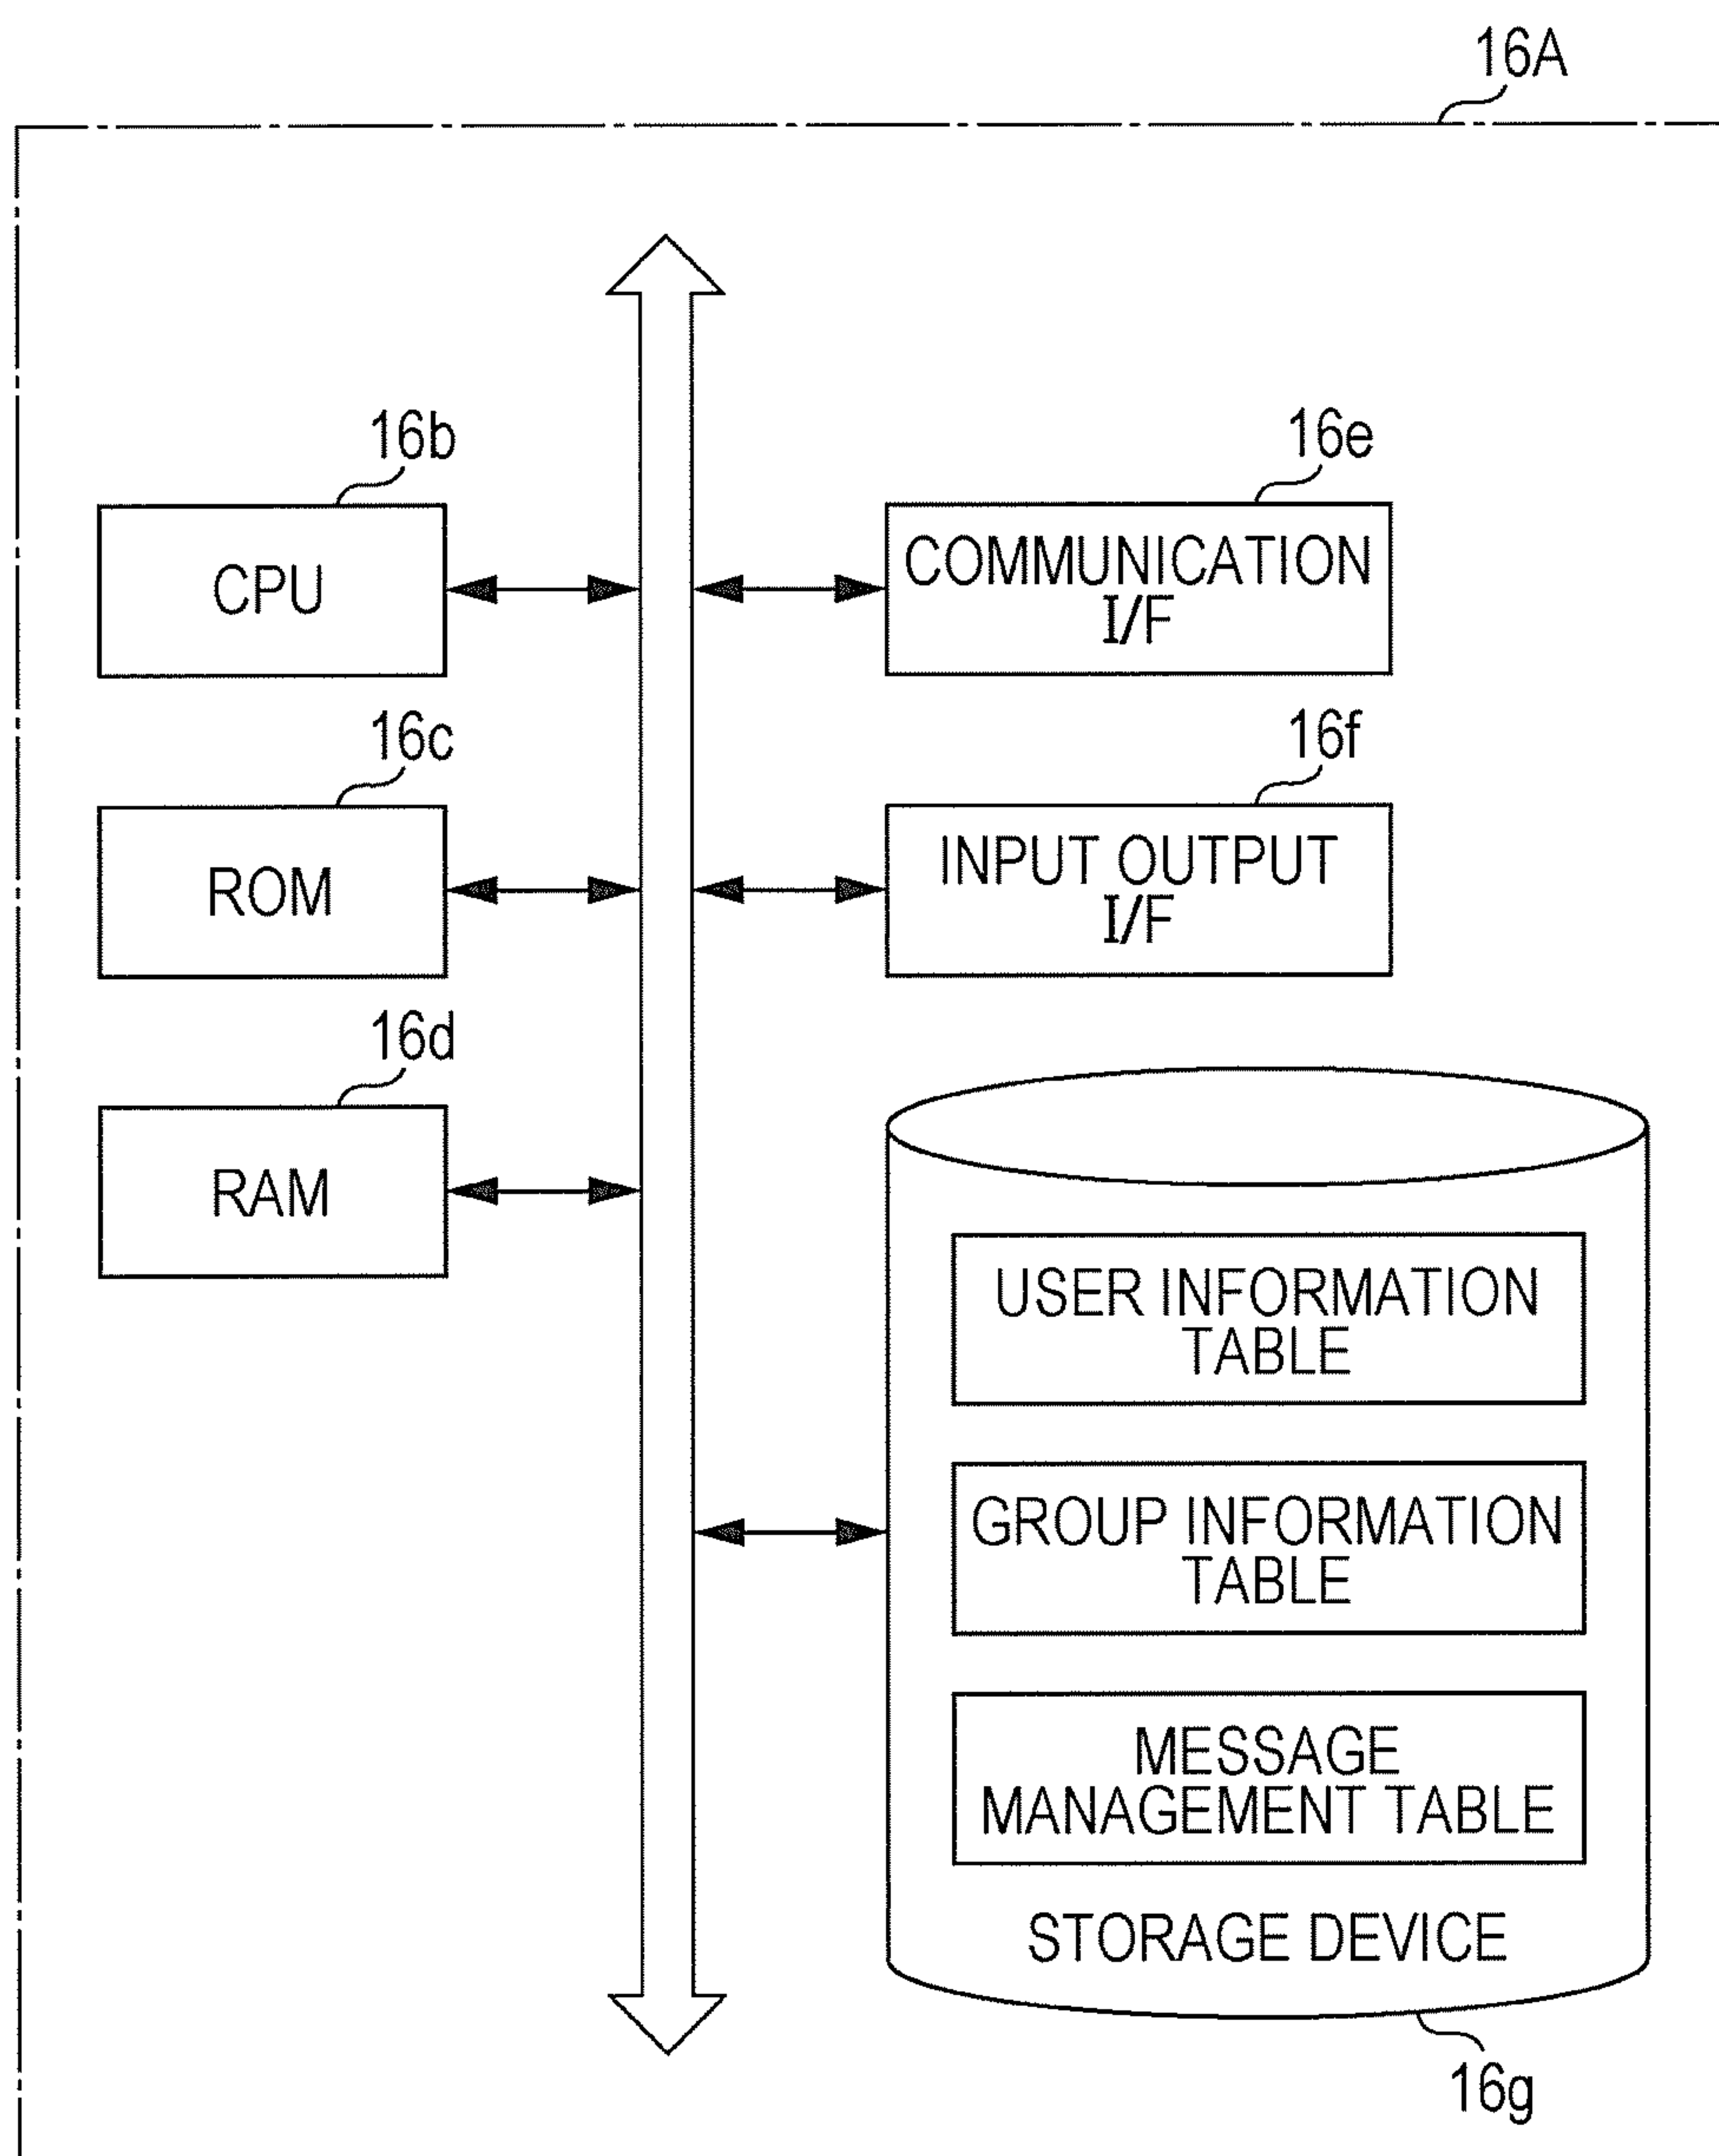 16A
16b
CPU
16e
COMMUNICATION
I/F
16c
ROM
16f
INPUT OUTPUT
I/F
16d
RAM
USER INFORMATION
TABLE
GROUP INFORMATION
TABLE
MESSAGE
MANAGEMENT TABLE
STORAGE DEVICE
16g